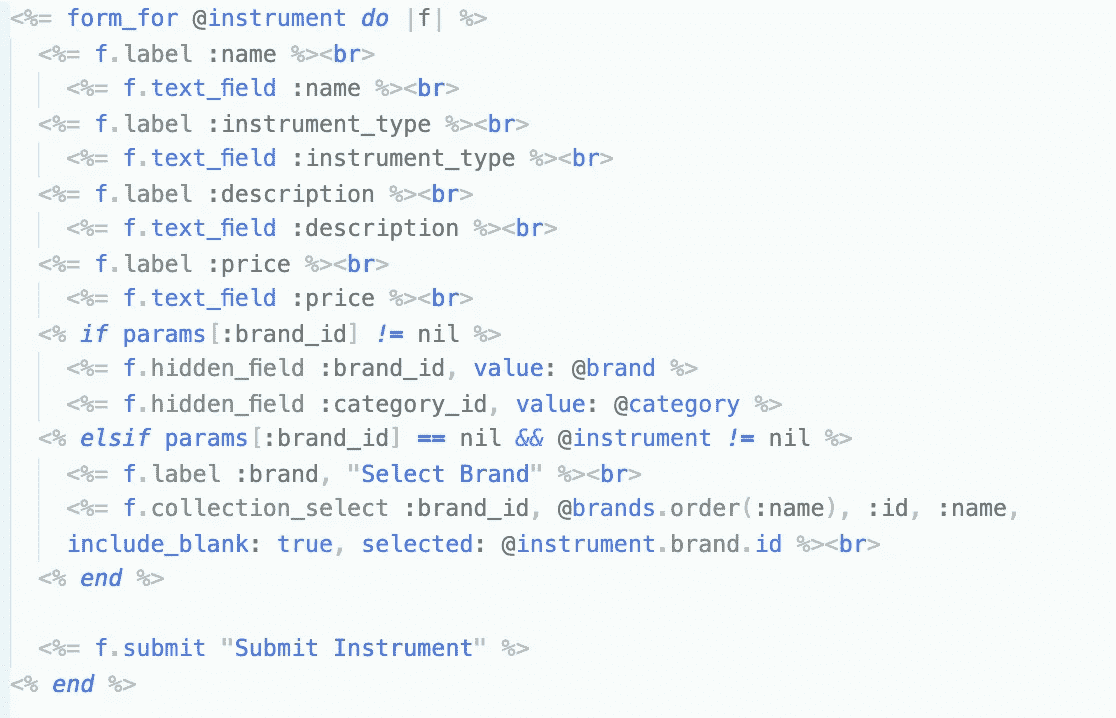 <%= form_for @instrument do |f| %>
  <%= f.label :name %><br>
    <%= f.text_field :name %><br>
  <%= f.label :instrument_type %><br>
    <%= f.text_field :instrument_type %><br>
  <%= f.label :description %><br>
    <%= f.text_field :description %><br>
  <%= f.label :price %><br>
    <%= f.text_field :price %><br>
  <% if params[:brand_id] != nil %>
    <%= f.hidden_field :brand_id, value: @brand %>
    <%= f.hidden_field :category_id, value: @category %>
  <% elsif params[:brand_id] == nil && @instrument != nil %>
    <%= f.label :brand, "Select Brand" %><br>
    <%= f.collection_select :brand_id, @brands.order(:name), :id, :name,
    include_blank: true, selected: @instrument.brand.id %><br>
  <% end %>

  <%= f.submit "Submit Instrument" %>
<% end %>